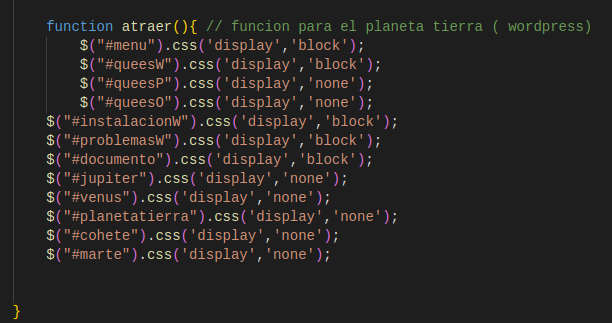 function atraer(){ // funcion para el planeta tierra ( wordpress)
$("#menu").css('display','block');
$("#queesW").css('display','block');
$("#queesP").css('display','none');
$("#queesO").css('display','none');
$("#instalacionW").css('display','block');
$("#problemasW").css('display','block');
$("#documento").css('display','block');
$("#jupiter").css('display','none');
$("#venus").css('display','none');
$("#planetatierra").css('display','none');
$("#cohete").css('display','none');
$("#marte").css('display','none');
}